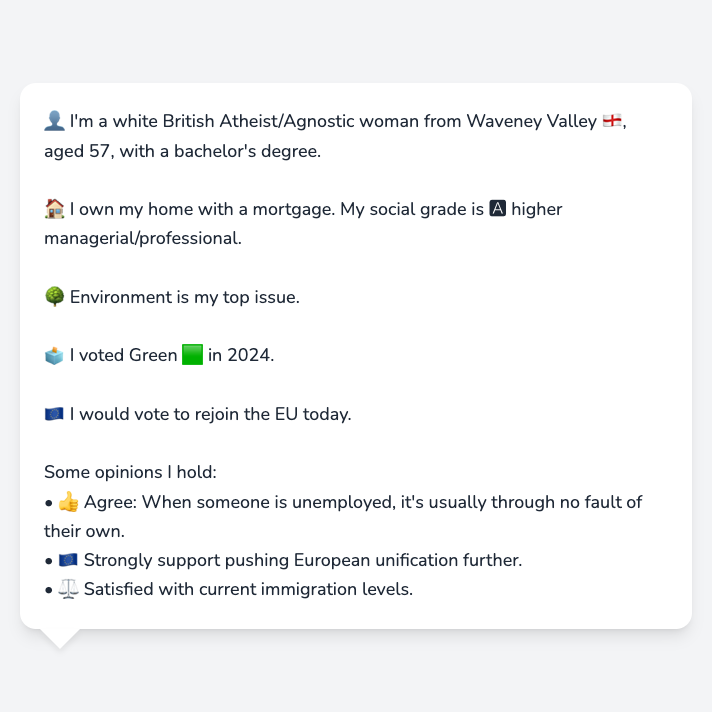 👤 I'm a white British Atheist/Agnostic woman from Waveney Valley 🏴󠁧󠁢󠁥󠁮󠁧󠁿,
aged 57, with a bachelor's degree.
🏠 I own my home with a mortgage. My social grade is 🅰 higher
managerial/professional.
🌳 Environment is my top issue.
🗳️ I voted Green 🟩 in 2024.
🇪🇺 I would vote to rejoin the EU today.
Some opinions I hold:
• 👍 Agree: When someone is unemployed, it's usually through no fault of
their own.
• 🇪🇺 Strongly support pushing European unification further.
• ⚖️ Satisfied with current immigration levels.